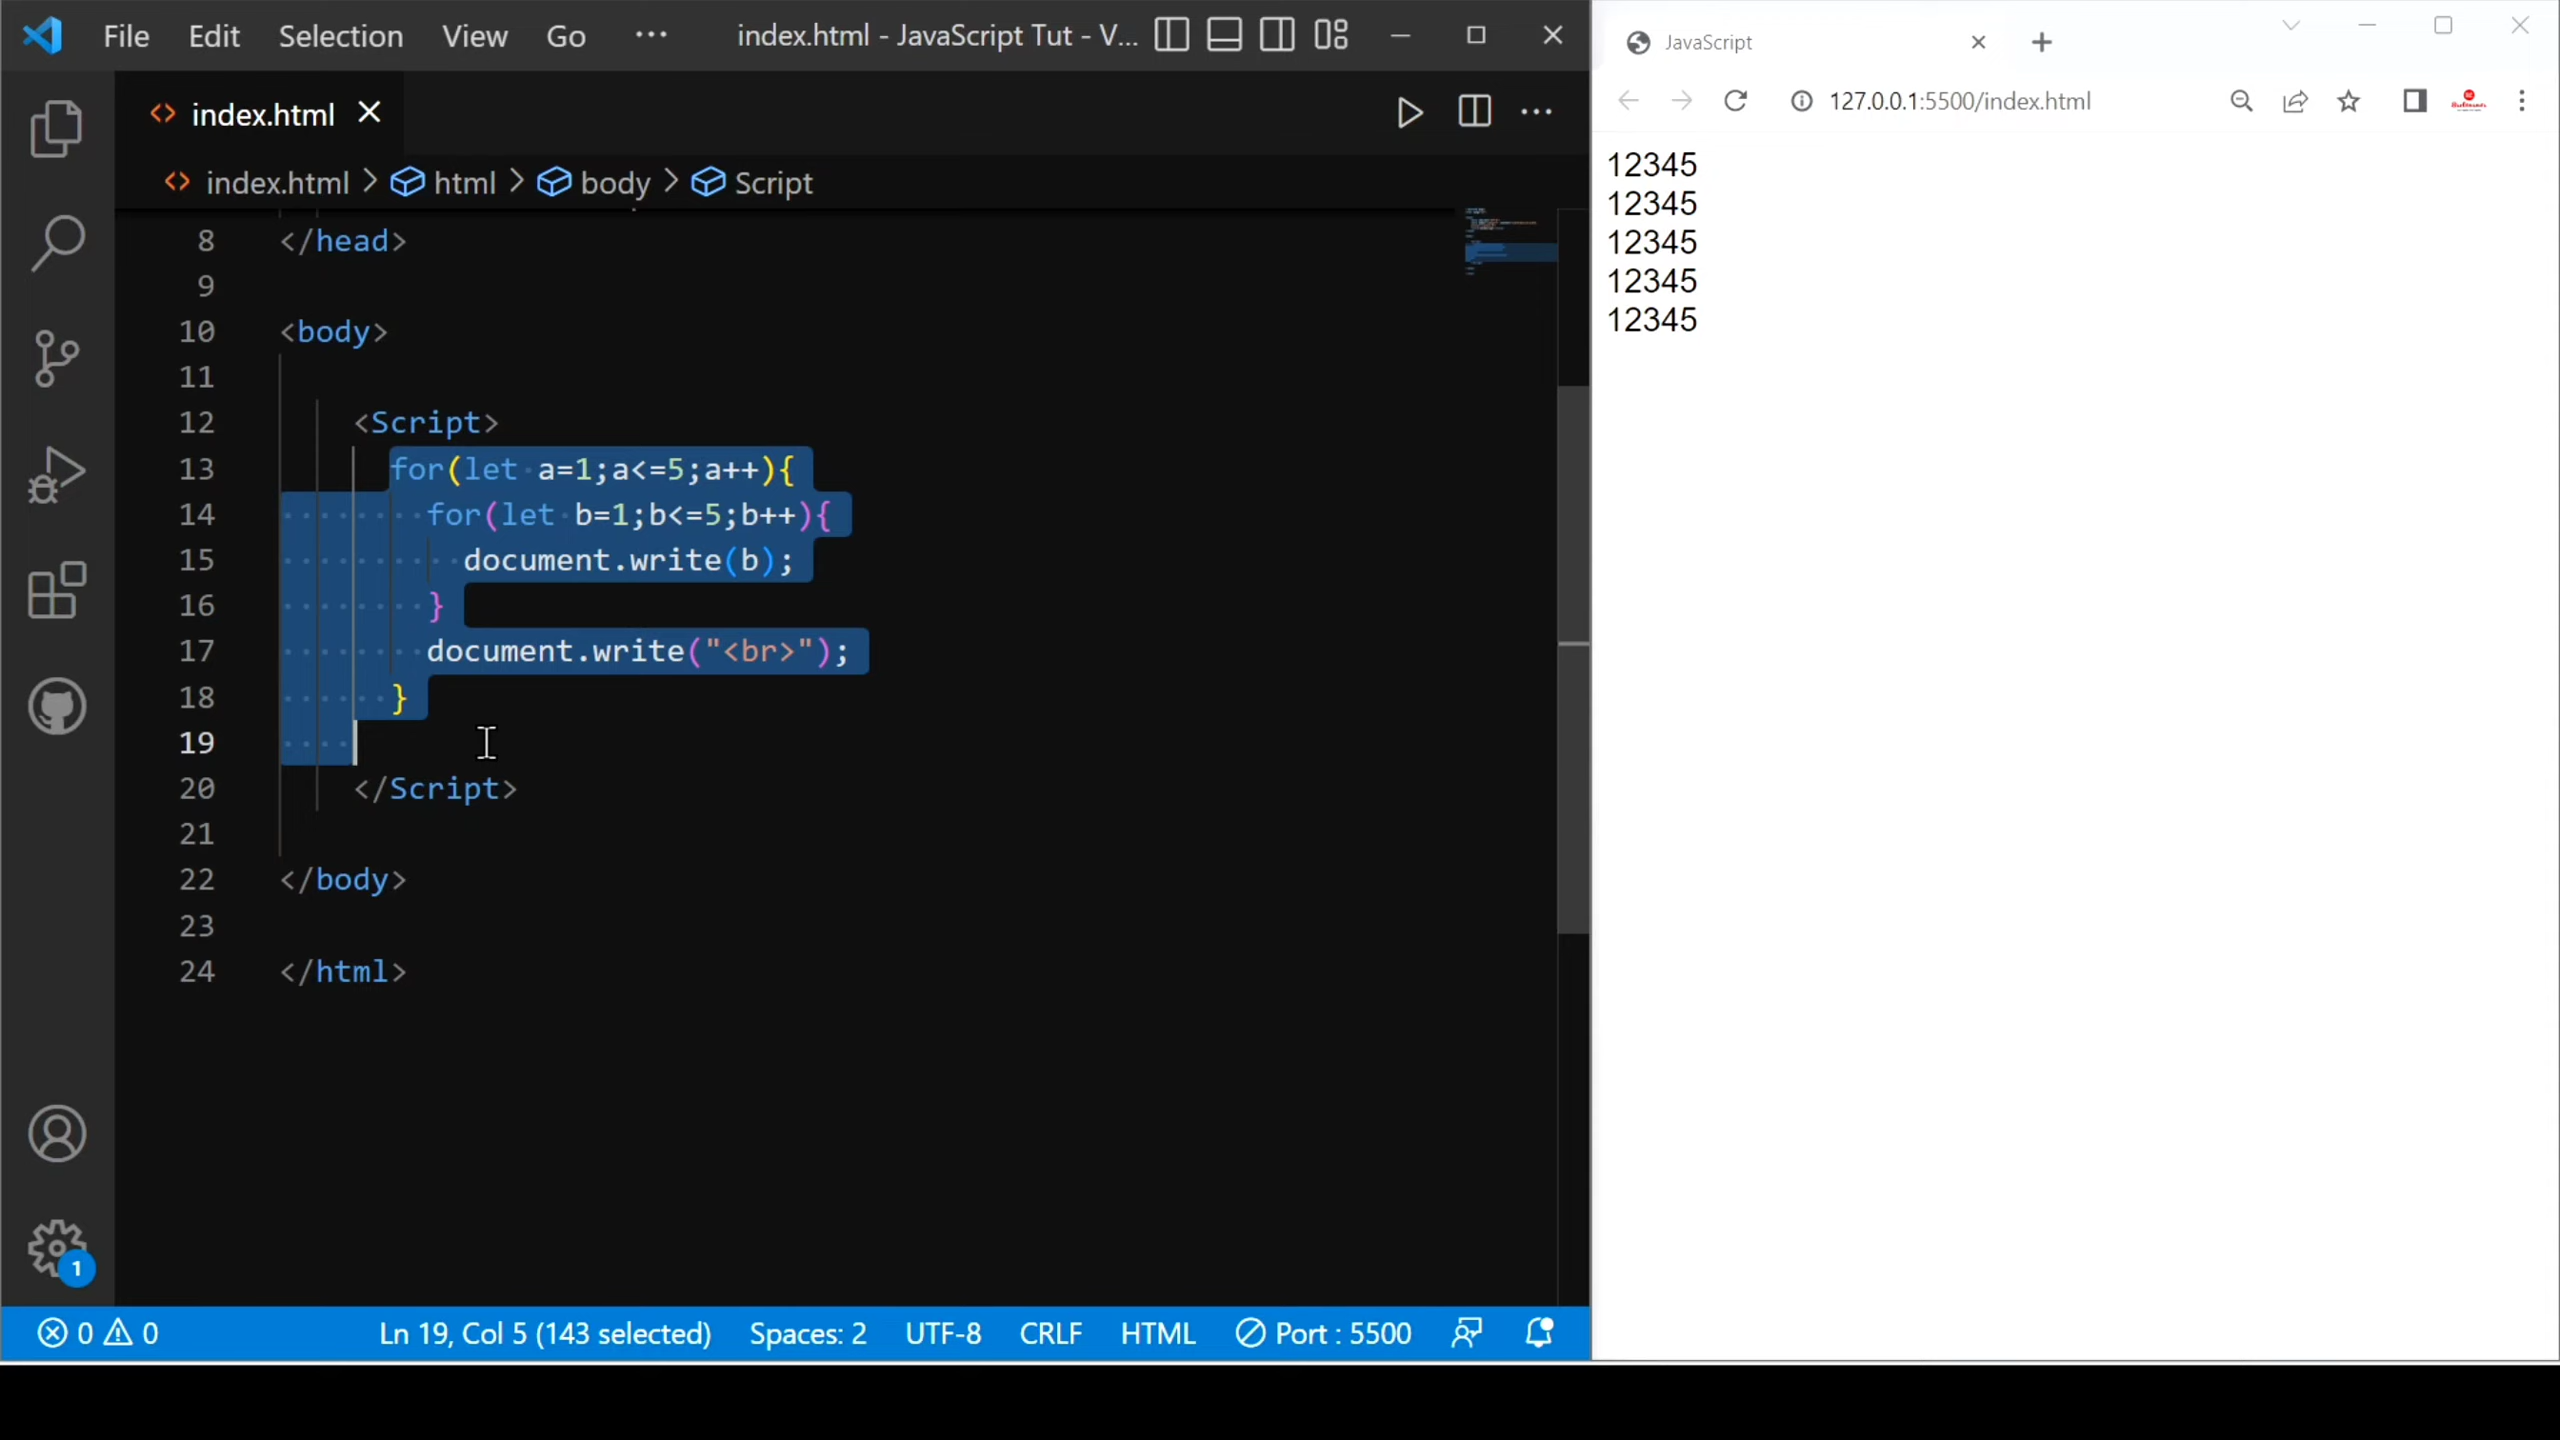 File Edit Selection View Go ··· index.html - JavaScript Tut - V...
index.html
index.html > html > body > Script
8 </head>
9
10 <body>
11
12 <Script>
13 for(let a=1;a<=5;a++){
14 for(let b=1;b<=5;b++){
15 document.write(b);
16 }
17 document.write("<br>");
18 }
19
20 </Script>
21
22 </body>
23
24 </html>
1
0 0 Ln 19, Col 5 (143 selected) Spaces: 2 UTF-8 CRLF HTML Port : 5500
JavaScript
127.0.0.1:5500/index.html
12345
12345
12345
12345
12345